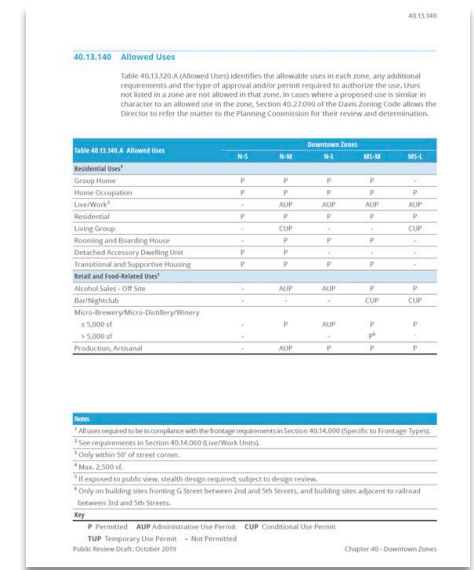 40.13.140
40.13.140 Allowed Uses
Table 40.13.120.A (Allowed Uses) identifies the allowable uses in each zone, any additional
requirements and the type of approval and/or permit required to authorize the use. Uses
not listed in a zone are not allowed in that zone. In cases where a proposed use is similar in
character to an allowed use in the zone, Section 40.27.090 of the Davis Zoning Code allows the
Director to refer the matter to the Planning Commission for their review and determination.
Table 40.13.140.A Allowed Uses Downtown Zones
N-S N-M N-L MS-M MS-L
Residential Uses¹
Group Home P P P P -
Home Occupation P P P P P
Live/Work² - AUP AUP AUP AUP
Residential P P P P P
Living Group - CUP - - CUP
Rooming and Boarding House - P P P -
Detached Accessory Dwelling Unit P P - - -
Transitional and Supportive Housing P P P P -
Retail and Food-Related Uses¹
Alcohol Sales - Off Site - AUP AUP P P
Bar/Nightclub - - - CUP CUP
Micro-Brewery/Micro-Distillery/Winery
≤ 5,000 sf - P AUP P P
> 5,000 sf - - P⁶ -
Production, Artisanal - AUP P P P
Notes
¹ All uses required to be in compliance with the frontage requirements in Section 40.14.090 (Specific to Frontage Types).
² See requirements in Section 40.14.060 (Live/Work Units).
³ Only within 50' of street corner.
⁴ Max. 2,500 sf.
⁵ If exposed to public view, stealth design required; subject to design review.
⁶ Only on building sites fronting G Street between 2nd and 5th Streets, and building sites adjacent to railroad
between 3rd and 5th Streets.
Key
P Permitted AUP Administrative Use Permit CUP Conditional Use Permit
TUP Temporary Use Permit - Not Permitted
Public Review Draft: October 2019 Chapter 40 - Downtown Zones